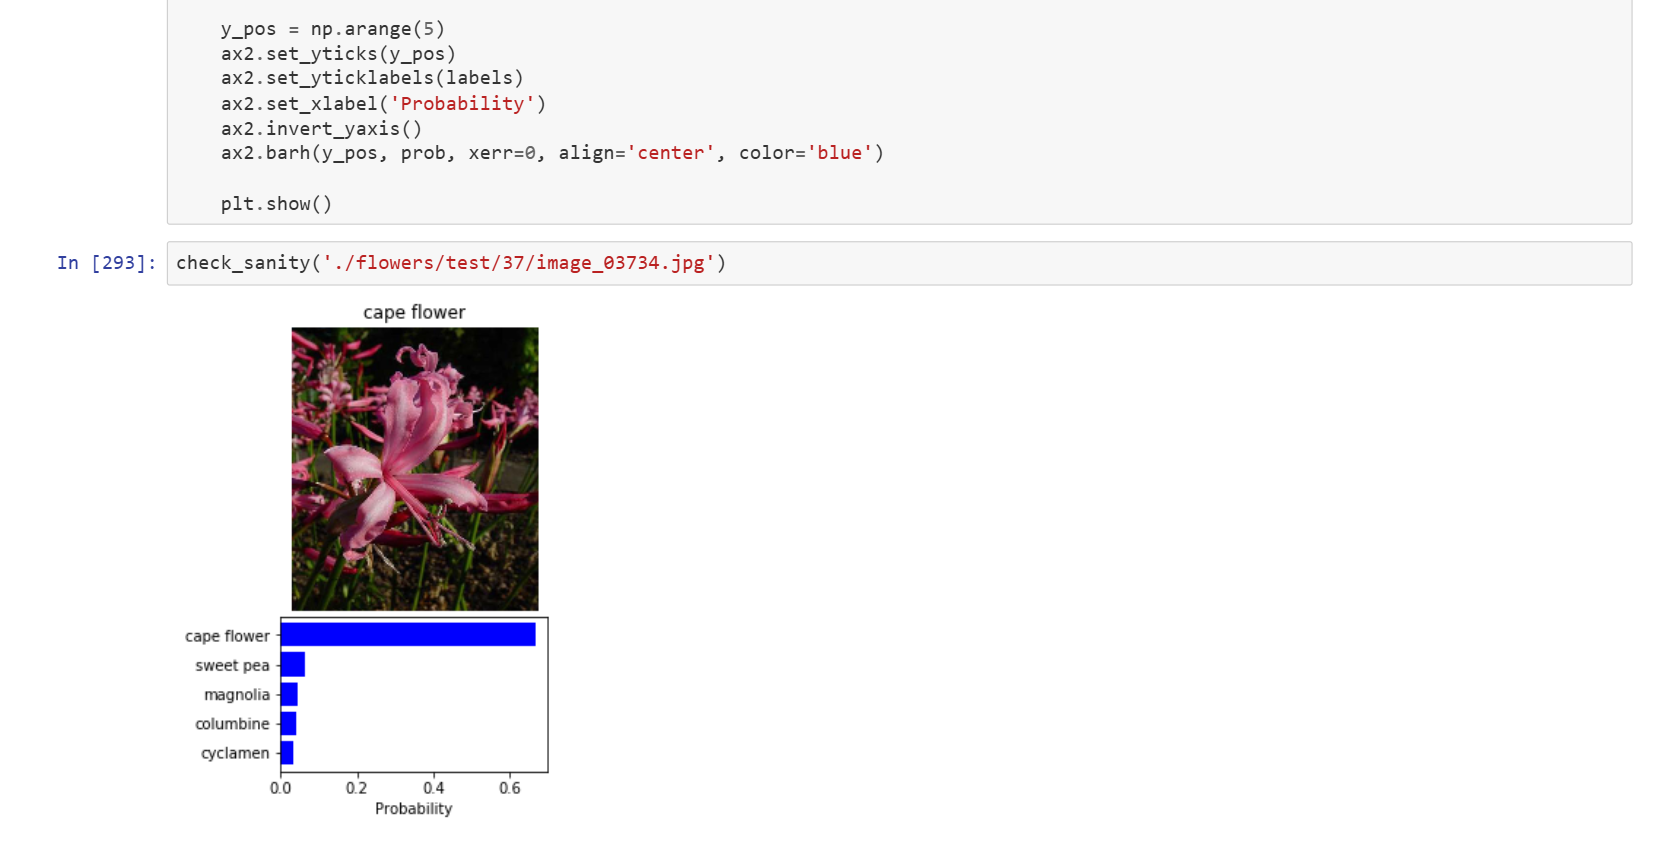 y_pos = np.arange(5)
ax2.set_yticks(y_pos)
ax2.set_yticklabels(labels)
ax2.set_xlabel('Probability')
ax2.invert_yaxis()
ax2.barh(y_pos, prob, xerr=0, align='center', color='blue')
plt.show()
In [293]: check_sanity('./flowers/test/37/image_03734.jpg')
cape flower
cape flower
sweet pea
magnolia
columbine
cyclamen
0.0 0.2 0.4 0.6
Probability